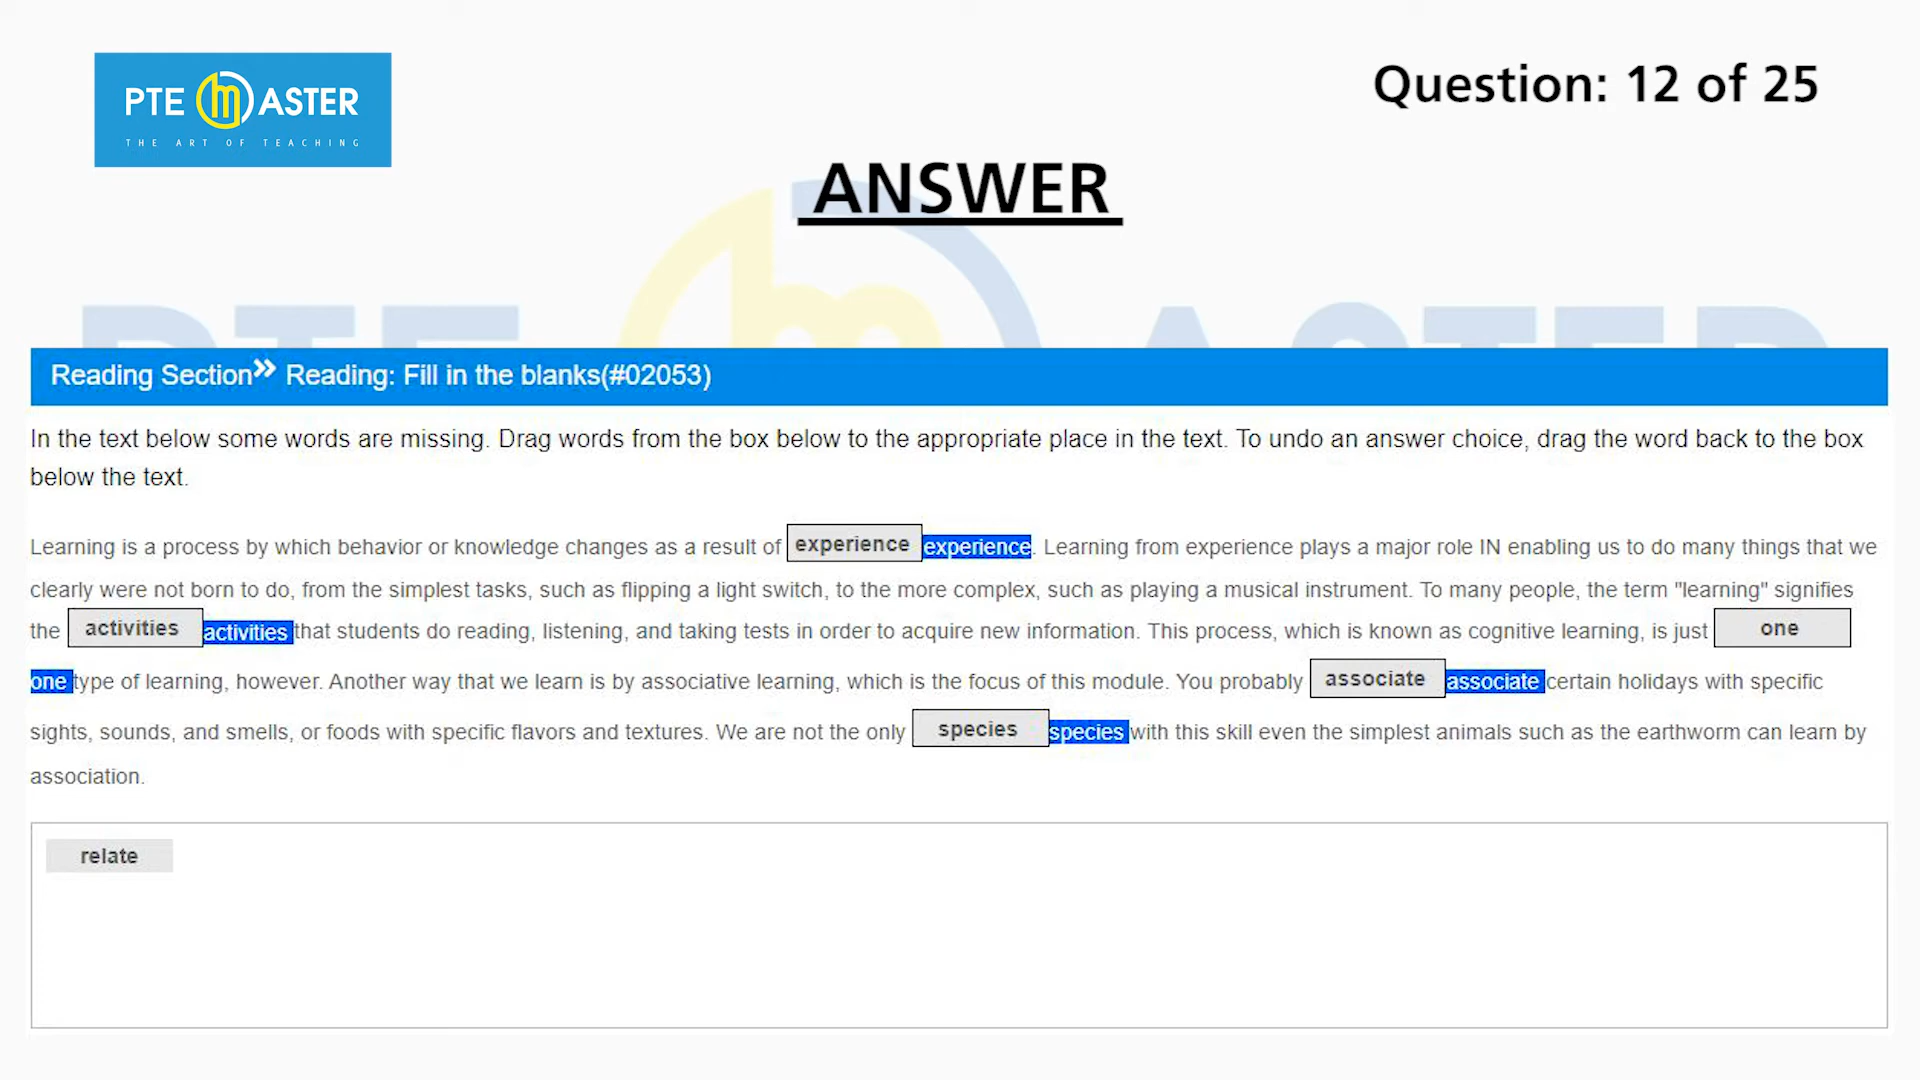 PTE MASTER
THE ART OF TEACHING
Question: 12 of 25
ANSWER
PTE MASTER
Reading Section» Reading: Fill in the blanks(#02053)
In the text below some words are missing. Drag words from the box below to the appropriate place in the text. To undo an answer choice, drag the word back to the box
below the text.
Learning is a process by which behavior or knowledge changes as a result of experience experience. Learning from experience plays a major role IN enabling us to do many things that we
clearly were not born to do, from the simplest tasks, such as flipping a light switch, to the more complex, such as playing a musical instrument. To many people, the term "learning" signifies
the activities activities that students do reading, listening, and taking tests in order to acquire new information. This process, which is known as cognitive learning, is just one
one type of learning, however. Another way that we learn is by associative learning, which is the focus of this module. You probably associate associate certain holidays with specific
sights, sounds, and smells, or foods with specific flavors and textures. We are not the only species species with this skill even the simplest animals such as the earthworm can learn by
association.
relate